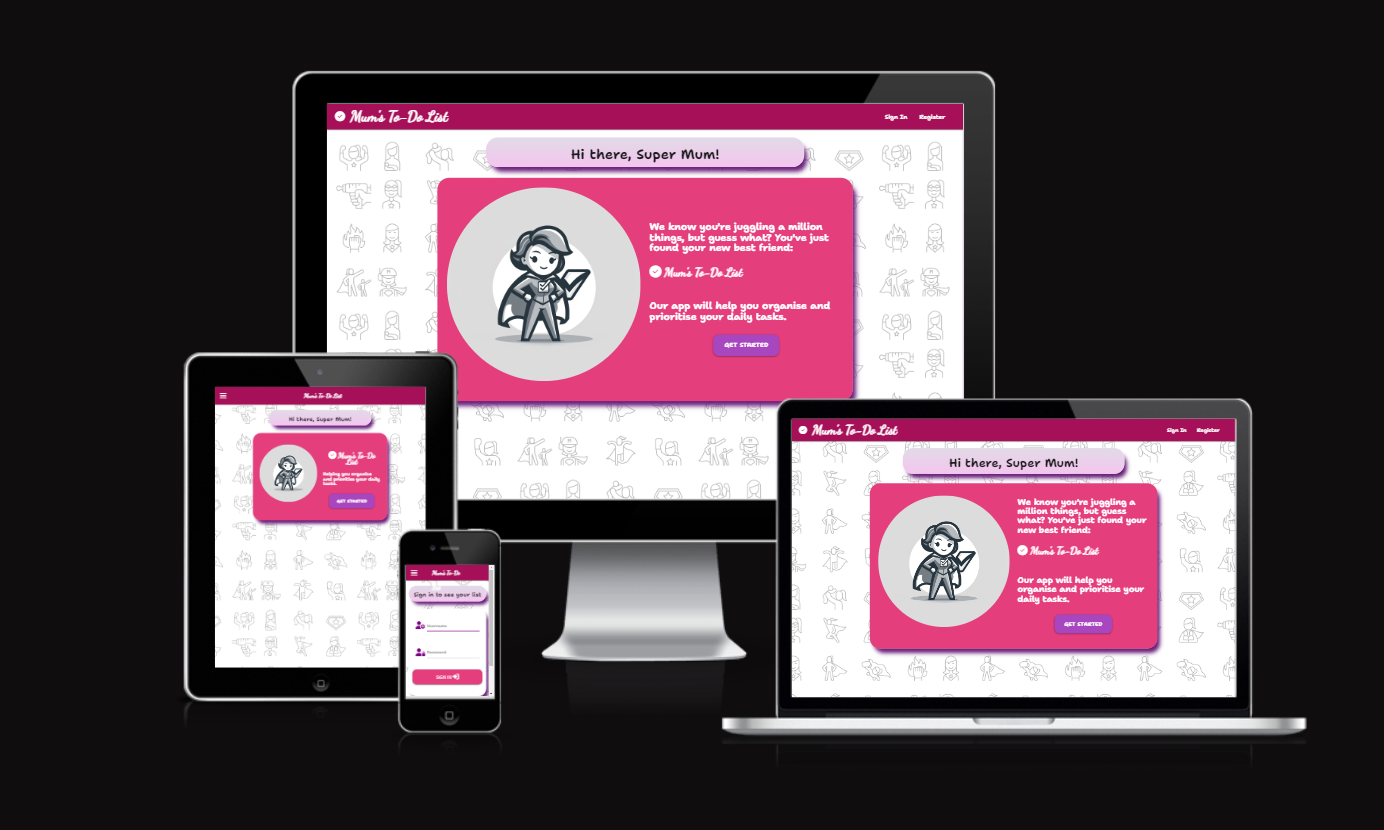 Mum's To-Do List
Sign In Register
Hi there, Super Mum!
We know you're juggling a million
things, but guess what? You've just
found your new best friend:
Mum's To-Do List
Our app will help you organise and
prioritise your daily tasks.
GET STARTED
Mum's To-Do List
Hi there, Super Mum!
Mum's To-Do
List
Helping you organise
and prioritise your daily
tasks.
GET STARTED
Mum's To-Do
Sign in to see your list
Username
Password
SIGN IN
Mum's To-Do List
Sign In Register
Hi there, Super Mum!
We know you're juggling a
million things, but guess
what? You've just found your
new best friend:
Mum's To-Do List
Our app will help you
organise and prioritise your
daily tasks.
GET STARTED